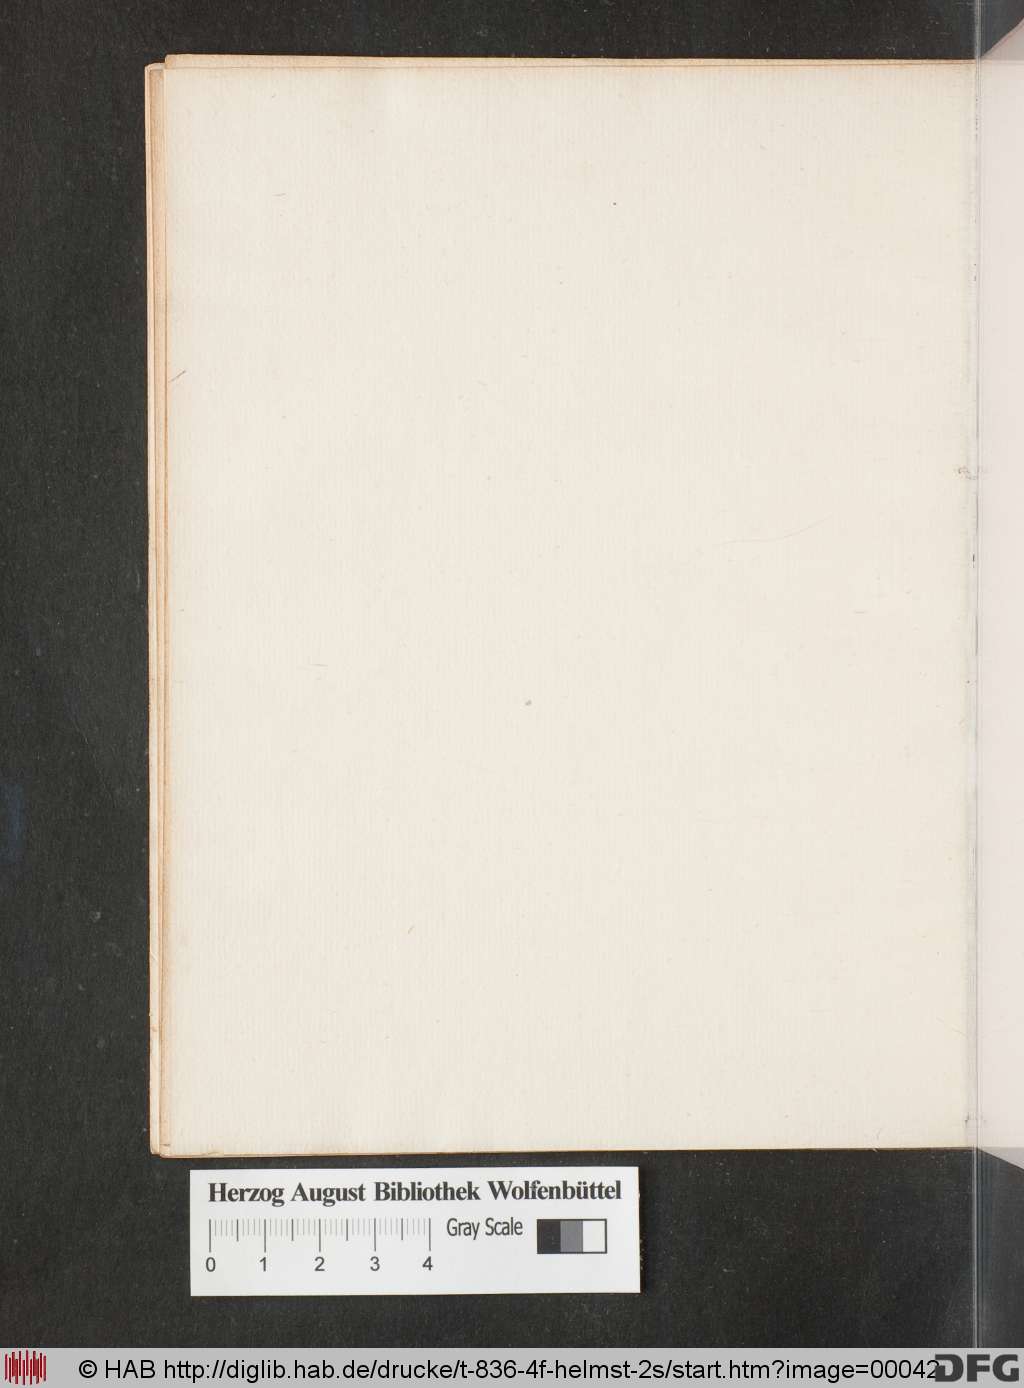 Herzog August Bibliothek Wolfenbüttel
Gray Scale
0 1 2 3 4
© HAB http://diglib.hab.de/drucke/t-836-4f-helmst-2s/start.htm?image=00042
DFG